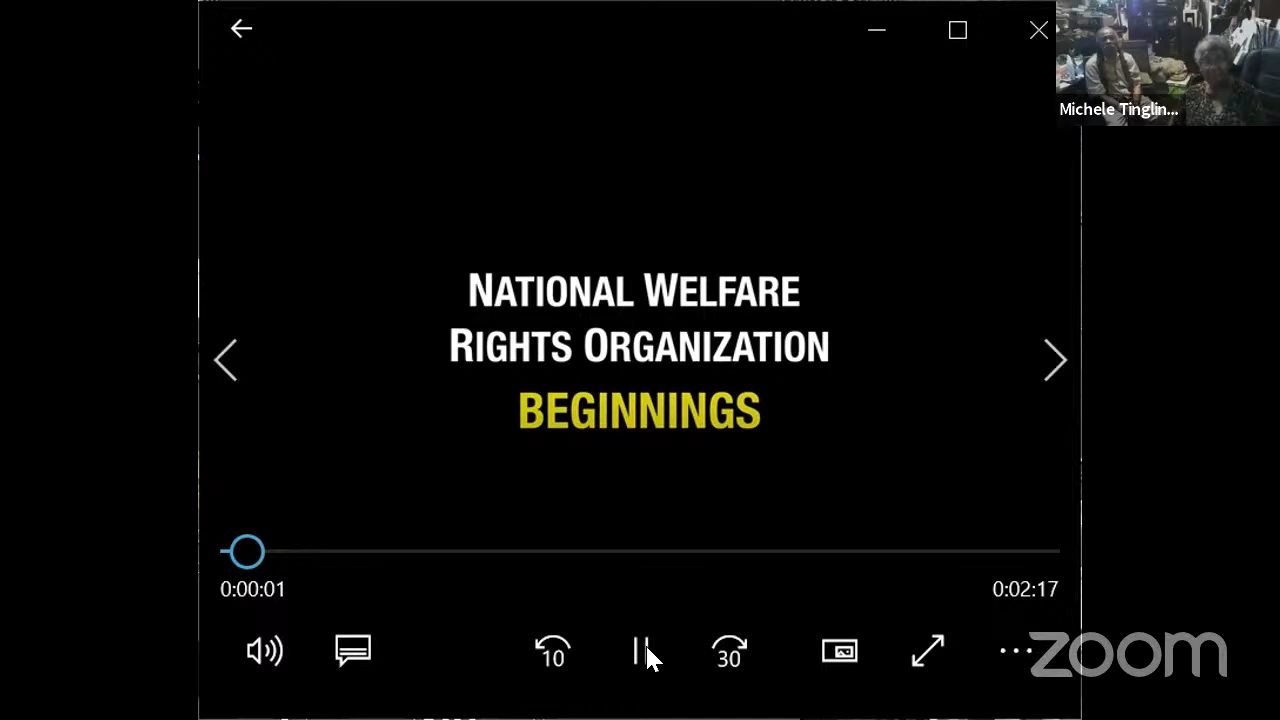 Michele Tinglin...
NATIONAL WELFARE
RIGHTS ORGANIZATION
BEGINNINGS
0:00:01
0:02:17
10
30
zoom